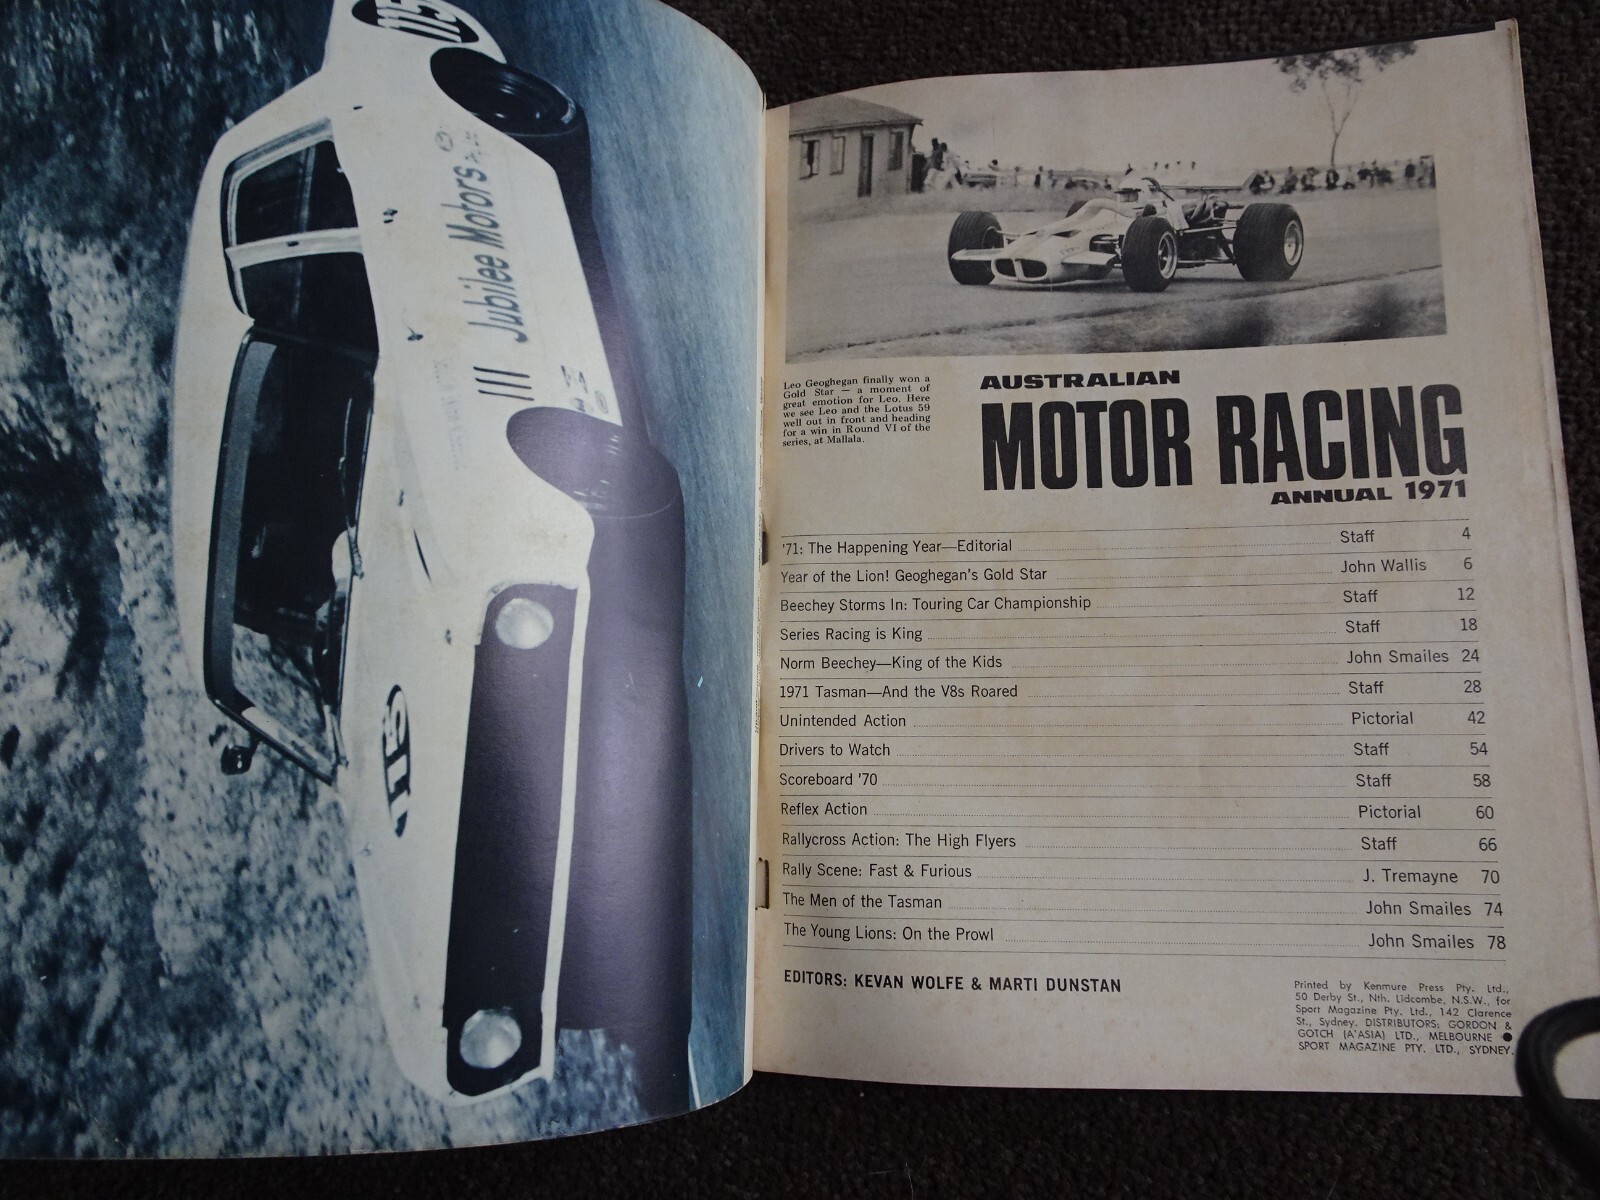 115
Jubilee Motors
115
Leo Geoghegan finally won a
Gold Star — a moment of
great emotion for Leo. Here
we see Leo and the Lotus 59
well out in front and heading
for a win in Round VI of the
series, at Mallala.
AUSTRALIAN
MOTOR RACING
ANNUAL 1971
'71: The Happening Year—Editorial Staff 4
Year of the Lion! Geoghegan's Gold Star John Wallis 6
Beechey Storms In: Touring Car Championship Staff 12
Series Racing is King Staff 18
Norm Beechey—King of the Kids John Smailes 24
1971 Tasman—And the V8s Roared Staff 28
Unintended Action Pictorial 42
Drivers to Watch Staff 54
Scoreboard '70 Staff 58
Reflex Action Pictorial 60
Rallycross Action: The High Flyers Staff 66
Rally Scene: Fast & Furious J. Tremayne 70
The Men of the Tasman John Smailes 74
The Young Lions: On the Prowl John Smailes 78
EDITORS: KEVAN WOLFE & MARTI DUNSTAN
Printed by Kenmure Press Pty. Ltd.,
50 Derby St., Nth. Lidcombe, N.S.W., for
Sport Magazine Pty. Ltd., 142 Clarence
St., Sydney. DISTRIBUTORS: GORDON &
GOTCH (A'ASIA) LTD., MELBOURNE ●
SPORT MAGAZINE PTY. LTD., SYDNEY.